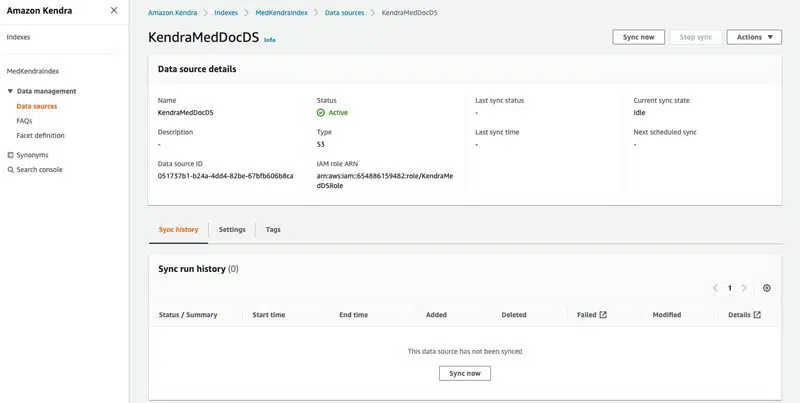 Amazon Kendra
Indexes
MedKendraIndex
Data management
Data sources
FAQs
Facet definition
Synonyms
Search console
Amazon Kendra Indexes MedKendraIndex Data sources KendraMedDocDS
KendraMedDocDS Info
Sync now Stop sync Actions
Data source details
Name
KendraMedDocDS
Description
-
Data source ID
051737b1-b24a-4dd4-82be-67bfb606b8ca
Status
Active
Type
S3
IAM role ARN
arn:aws:iam::654886159482:role/KendraMe
dDSRole
Last sync status
-
Last sync time
-
Current sync state
Idle
Next scheduled sync
-
Sync history Settings Tags
Sync run history (0)
1
Status / Summary Start time End time Added Deleted Failed Modified Details
This data source has not been synced
Sync now